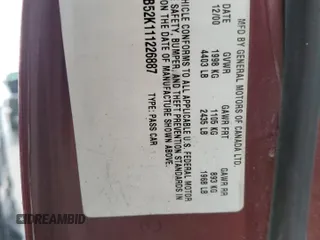 MFD BY GENERAL MOTORS OF CANADA LTD.
DATE GVWR GAWR FRT GAWR RR
12/00 1998 KG 1105 KG 893 KG
4403 LB 2435 LB 1968 LB
VEHICLE CONFORMS TO ALL APPLICABLE U.S. FEDERAL MOTOR
SAFETY, BUMPER, AND THEFT PREVENTION STANDARDS IN
EFFECT ON THE DATE OF MANUFACTURE SHOWN ABOVE.
B52K111226887 TYPE: PASS CAR
© DREAMBID